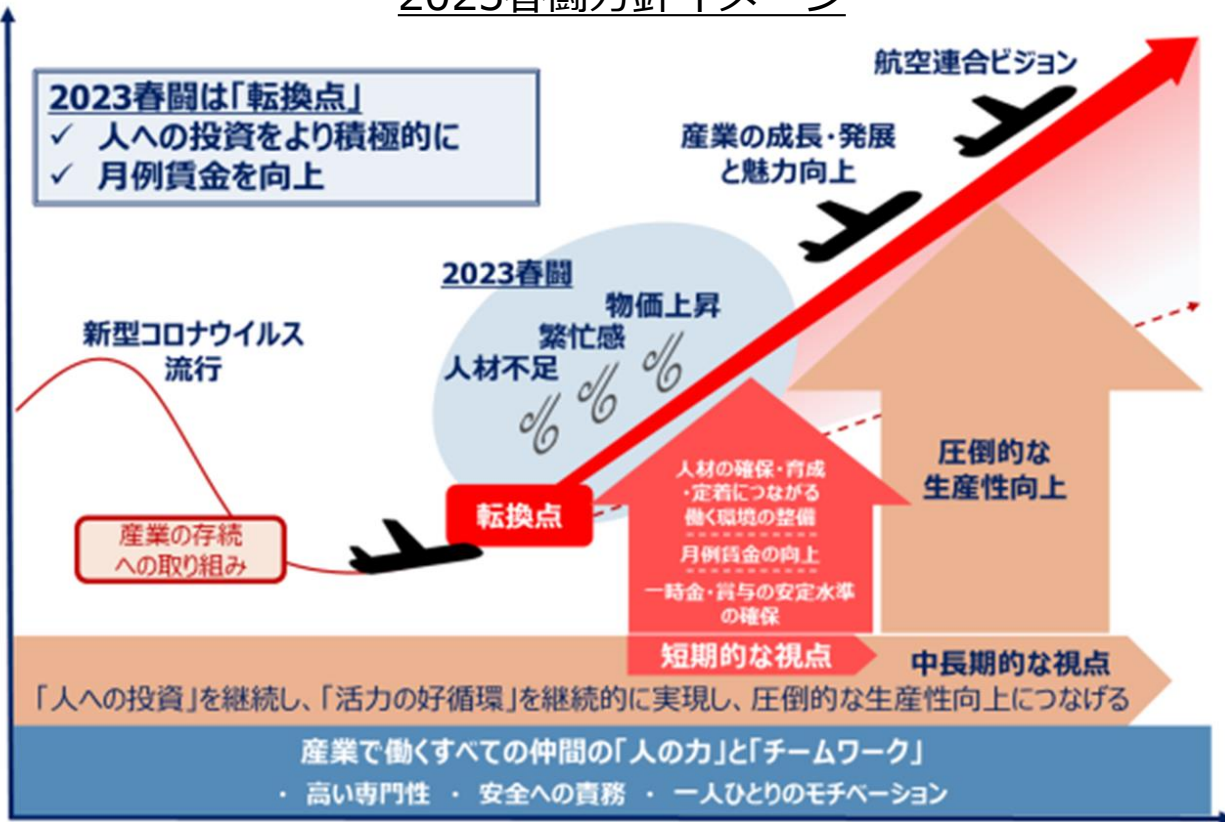 2023春闘方針イメージ
2023春闘は「転換点」
✓ 人への投資をより積極的に
✓ 月例賃金を向上
航空連合ビジョン
産業の成長・発展
と魅力向上
2023春闘
物価上昇
繁忙感
人材不足
新型コロナウイルス
流行
産業の存続
への取り組み
転換点
人材の確保・育成
・定着につながる
働く環境の整備
月例賃金の向上
一時金・賞与の安定水準
の確保
圧倒的な
生産性向上
短期的な視点
中長期的な視点
「人への投資」を継続し、「活力の好循環」を継続的に実現し、圧倒的な生産性向上につなげる
産業で働くすべての仲間の「人の力」と「チームワーク」
・ 高い専門性 ・ 安全への責務 ・ 一人ひとりのモチベーション